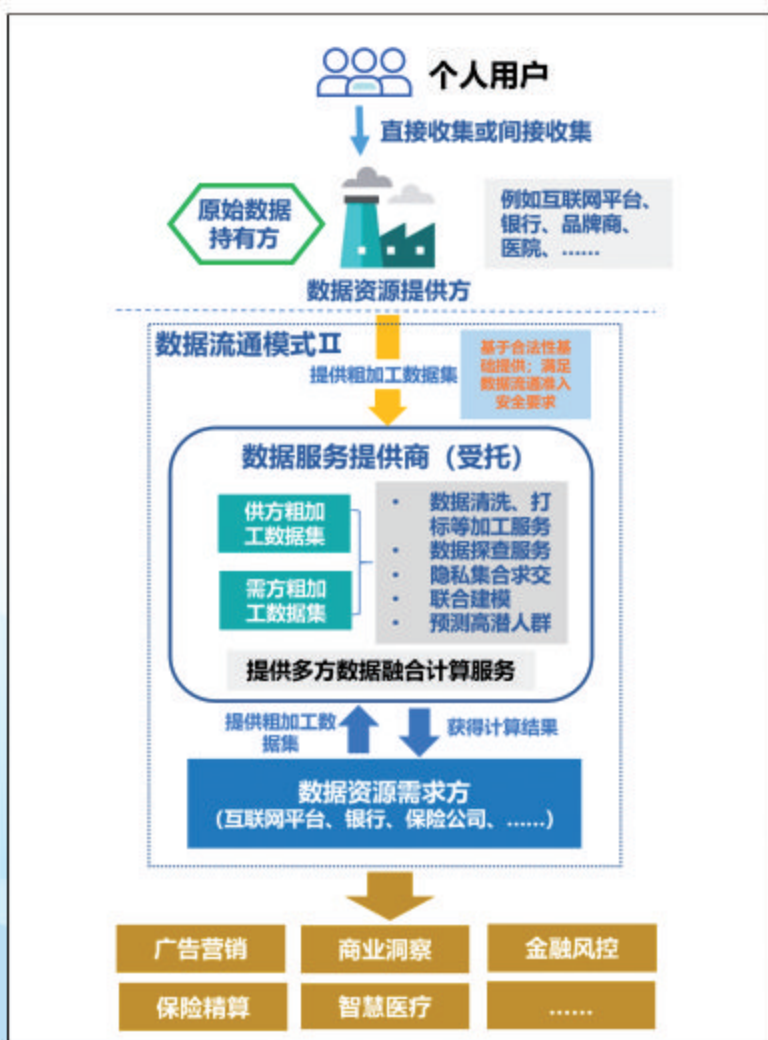 个人用户
直接收集或间接收集
原始数据
持有方
例如互联网平台、
银行、品牌商、
医院、……
数据资源提供方
数据流通模式Ⅱ
提供粗加工数据集
基于合法性基
础提供；满足
数据流通准入
安全要求
数据服务提供商（受托）
供方粗加
工数据集
需方粗加
工数据集
• 数据清洗、打
标等加工服务
• 数据探查服务
• 隐私集合求交
• 联合建模
• 预测高潜人群
提供多方数据融合计算服务
提供粗加工数
据集
获得计算结果
数据资源需求方
（互联网平台、银行、保险公司、……）
广告营销
商业洞察
金融风控
保险精算
智慧医疗
……